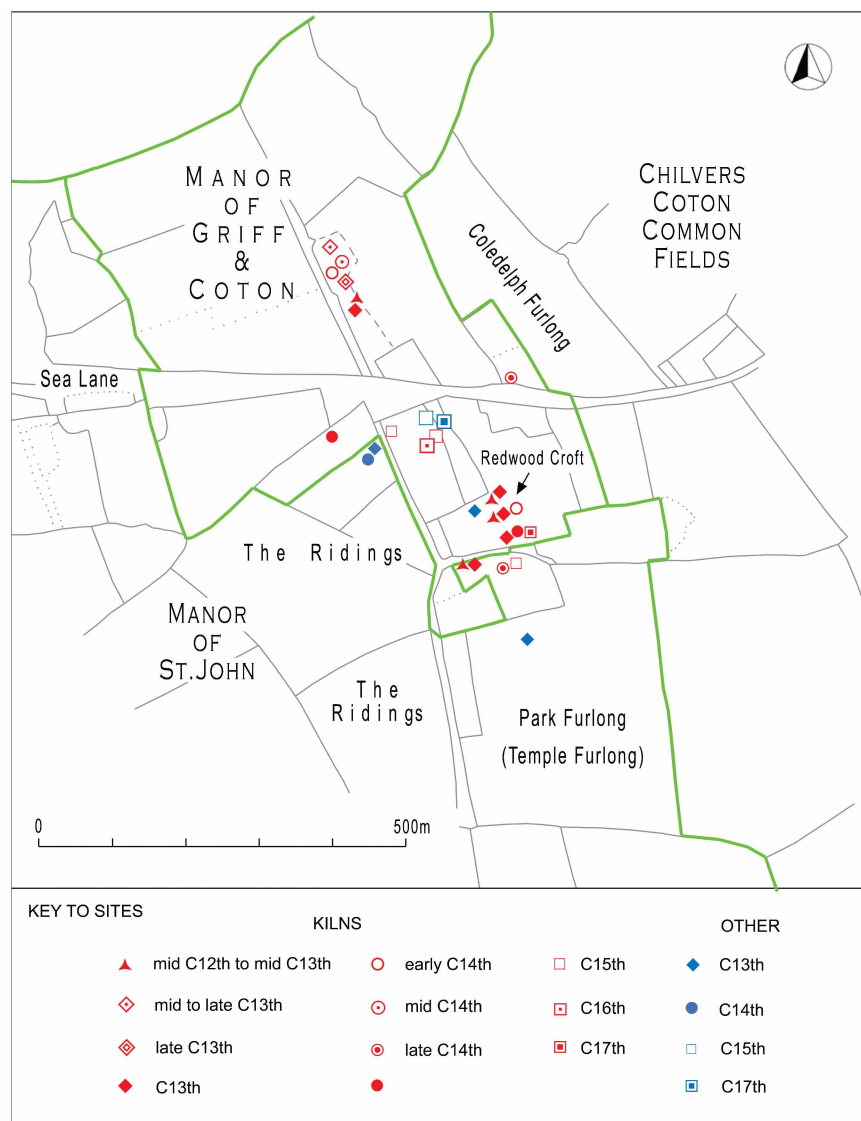 MANOR
OF
GRIFF
&
COTON
CHILVERS
COTON
COMMON
FIELDS
Coledelph Furlong
Sea Lane
Redwood Croft
The Ridings
MANOR
OF
ST.JOHN
The
Ridings
Park Furlong
(Temple Furlong)
0 500m
KEY TO SITES
KILNS
OTHER
mid C12th to mid C13th
early C14th
C15th
C13th
mid to late C13th
mid C14th
C16th
C14th
late C13th
late C14th
C17th
C15th
C13th
C17th